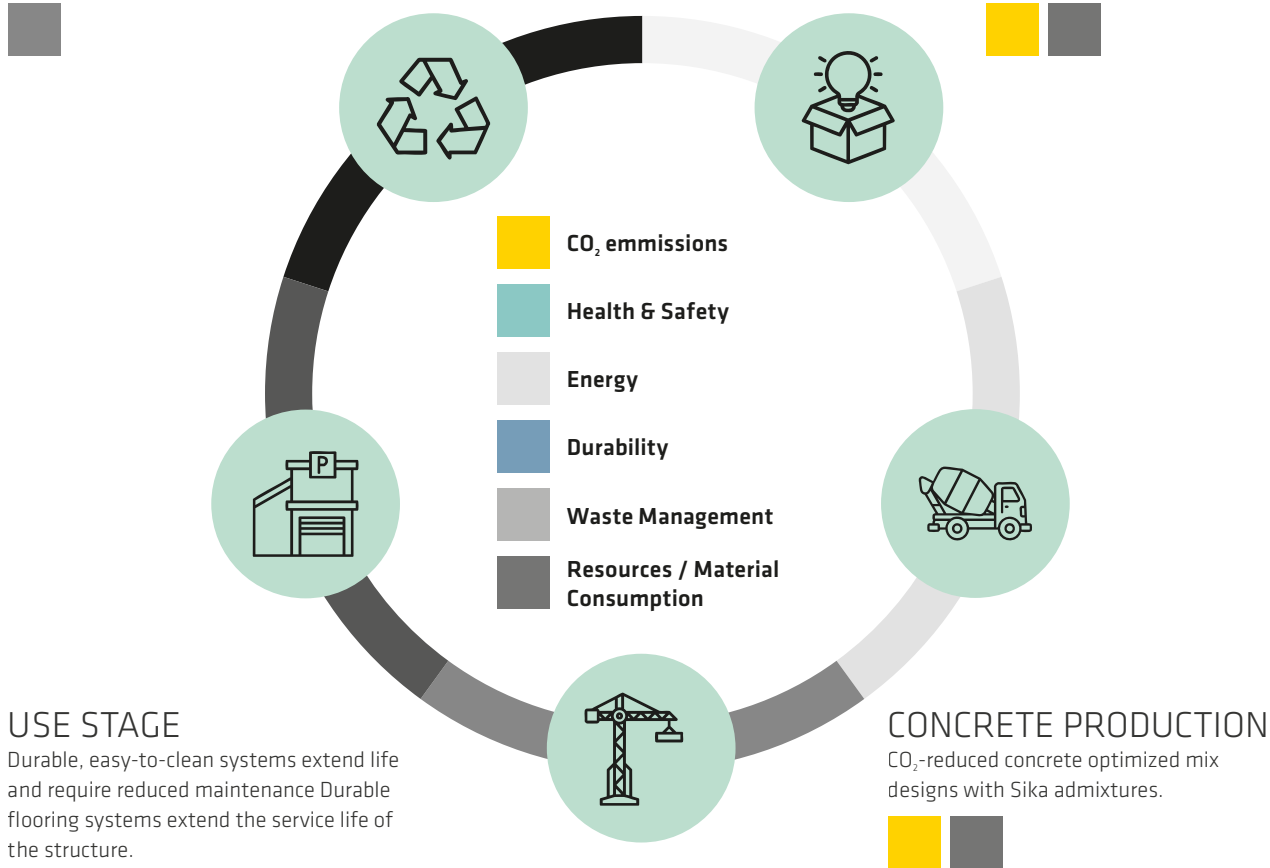 CO₂ emmissions
Health & Safety
Energy
Durability
Waste Management
Resources / Material
Consumption
P
USE STAGE
Durable, easy-to-clean systems extend life
and require reduced maintenance Durable
flooring systems extend the service life of
the structure.
CONCRETE PRODUCTION
CO₂-reduced concrete optimized mix
designs with Sika admixtures.